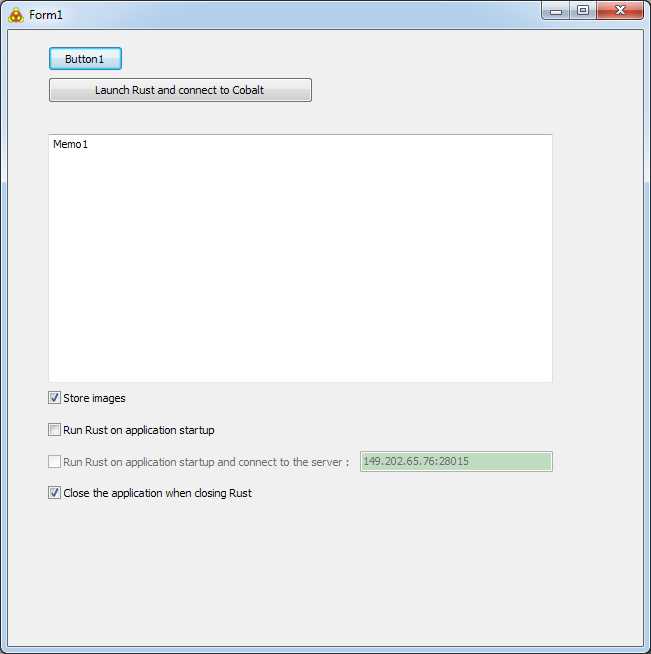 Form1
Button1
Launch Rust and connect to Cobalt
Memo1
Store images
Run Rust on application startup
Run Rust on application startup and connect to the server : 149.202.65.76:28015
Close the application when closing Rust